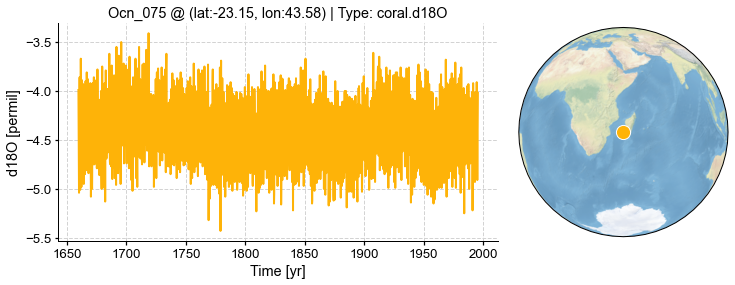 Ocn_075 @ (lat:-23.15, lon:43.58) | Type: coral.d18O
−3.5
−4.0
−4.5
−5.0
−5.5
d18O [permil]
1650 1700 1750 1800 1850 1900 1950 2000
Time [yr]